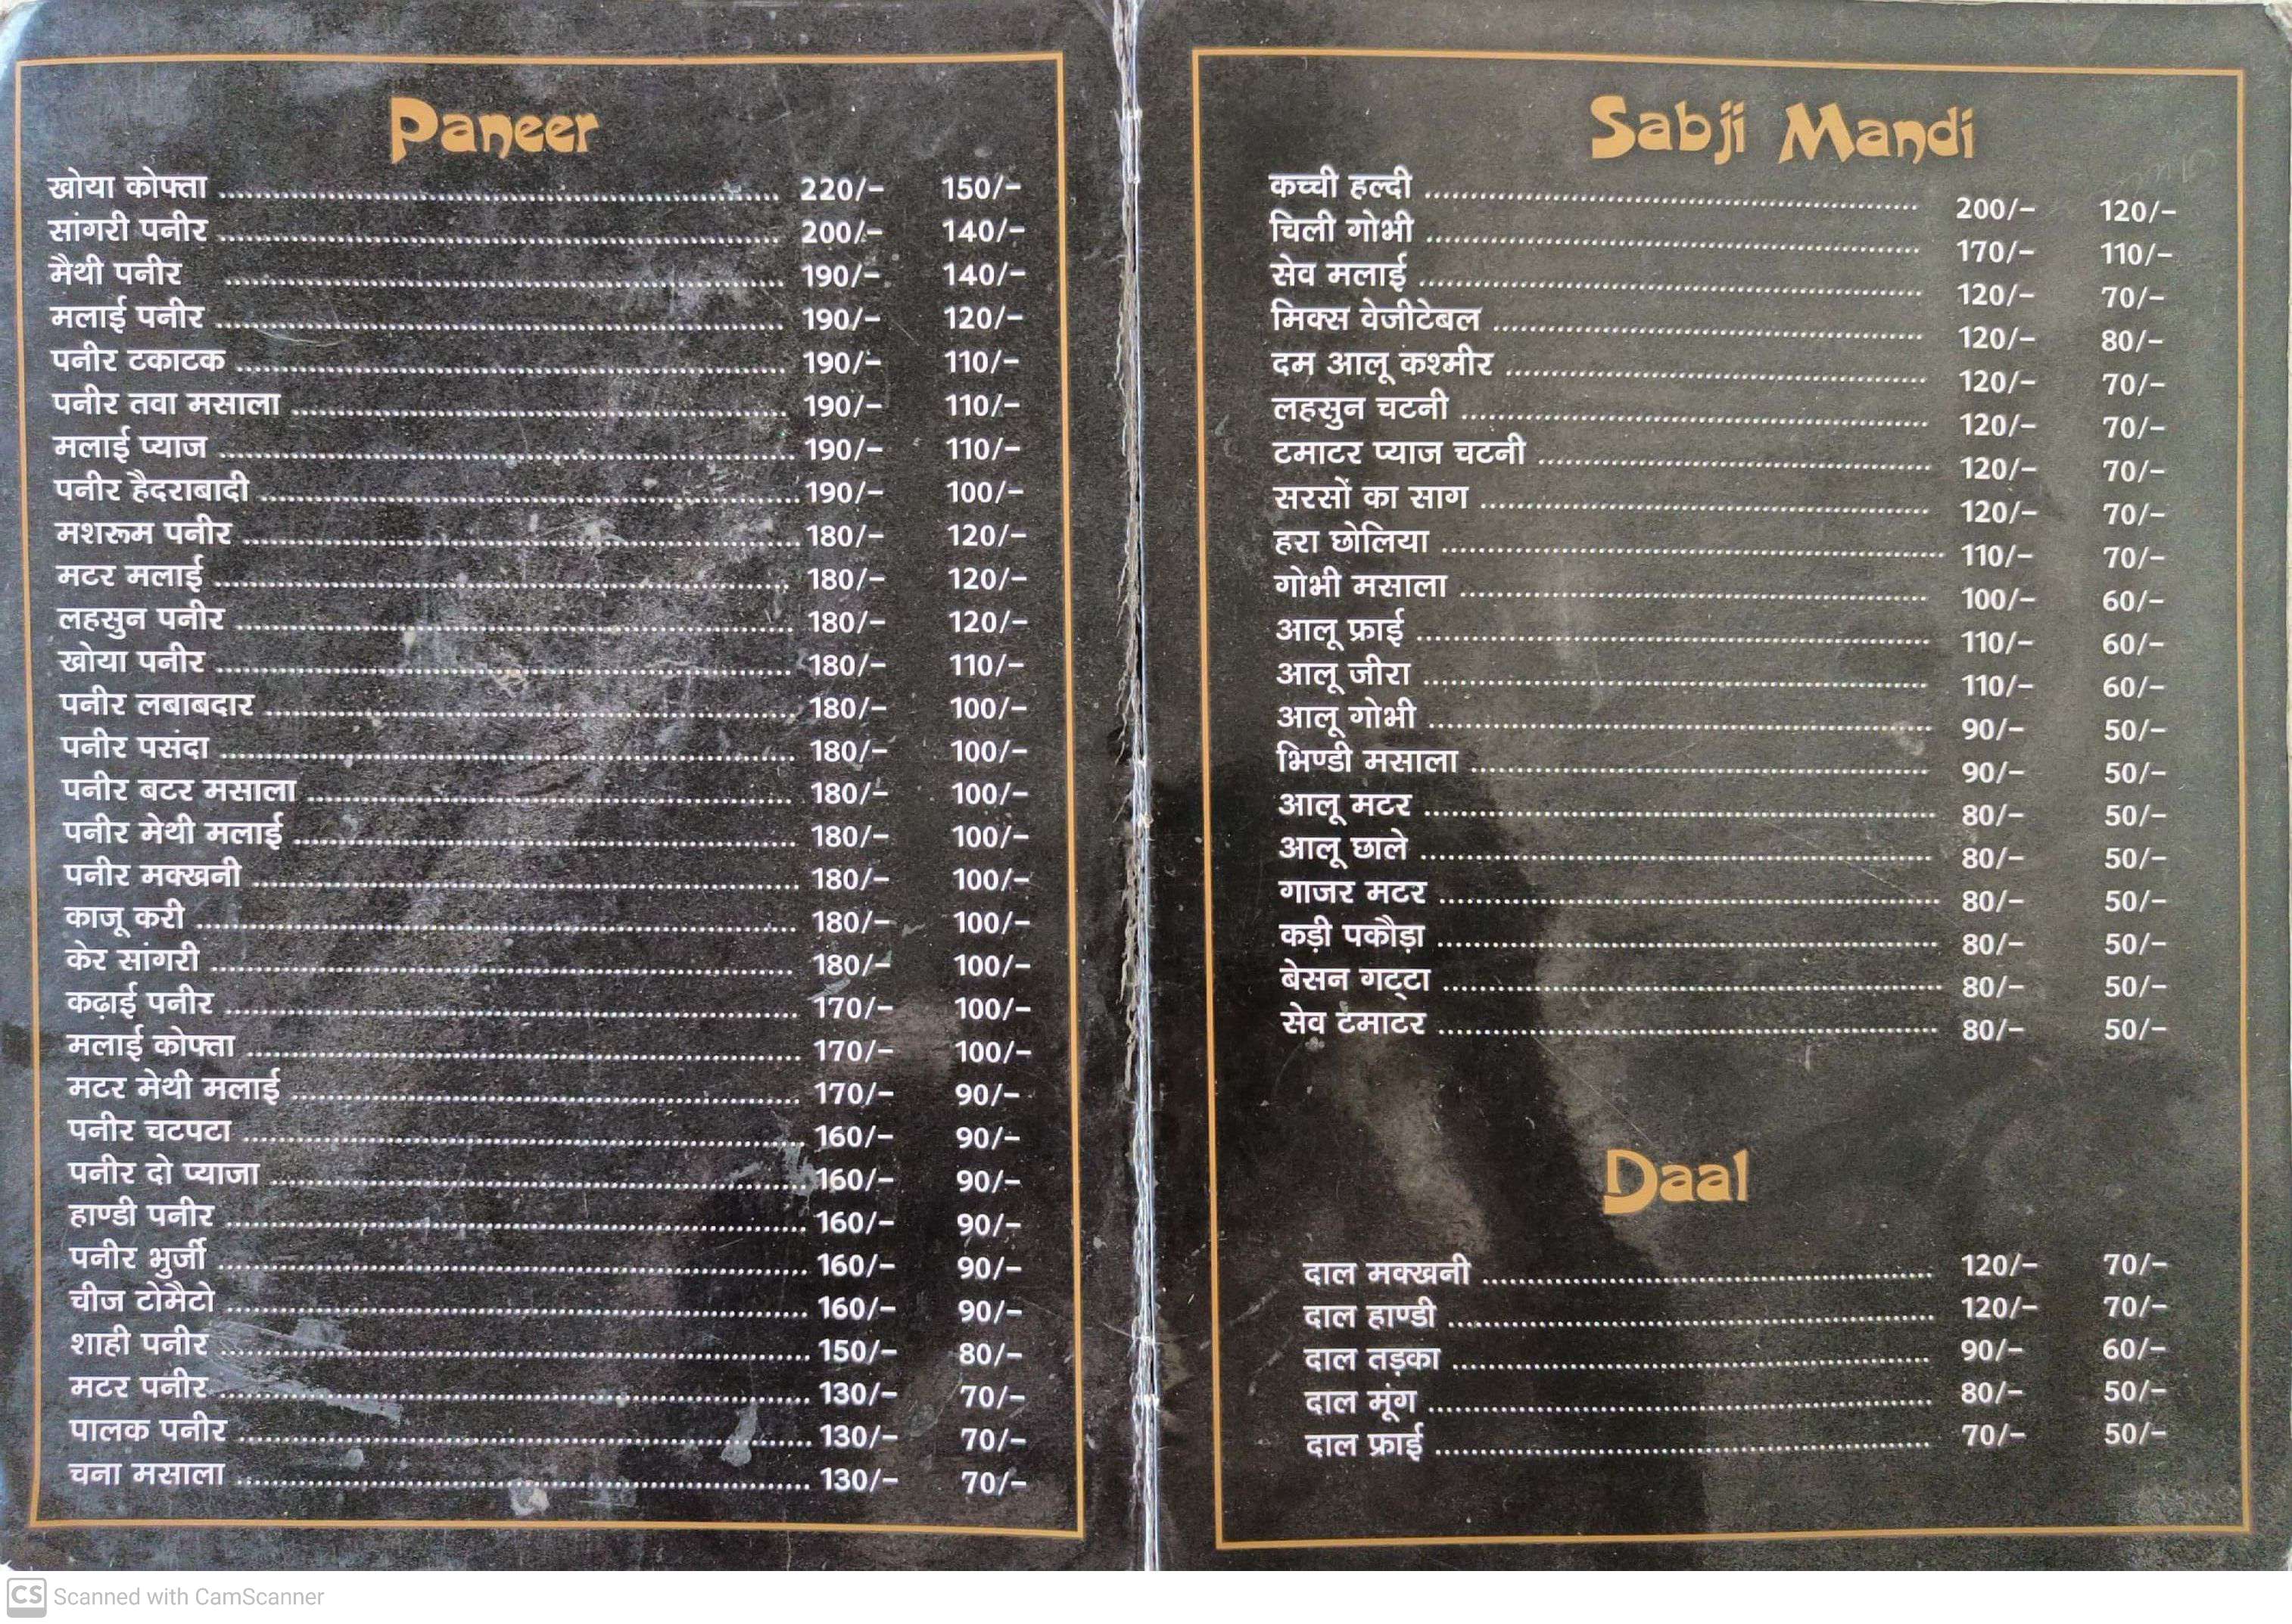 Paneer
खोया कोफ्ता 220/- 150/-
सांगरी पनीर 200/- 140/-
मैथी पनीर 190/- 140/-
मलाई पनीर 190/- 120/-
पनीर टकाटक 190/- 110/-
पनीर तवा मसाला 190/- 110/-
मलाई प्याज 190/- 110/-
पनीर हैदराबादी 190/- 100/-
मशरूम पनीर 180/- 120/-
मटर मलाई 180/- 120/-
लहसुन पनीर 180/- 120/-
खोया पनीर 180/- 110/-
पनीर लबाबदार 180/- 100/-
पनीर पसंदा 180/- 100/-
पनीर बटर मसाला 180/- 100/-
पनीर मेथी मलाई 180/- 100/-
पनीर मक्खनी 180/- 100/-
काजू करी 180/- 100/-
केर सांगरी 180/- 100/-
कढ़ाई पनीर 170/- 100/-
मलाई कोफ्ता 170/- 100/-
मटर मेथी मलाई 170/- 90/-
पनीर चटपटा 160/- 90/-
पनीर दो प्याजा 160/- 90/-
हाण्डी पनीर 160/- 90/-
पनीर भुर्जी 160/- 90/-
चीज टोमैटो 160/- 90/-
शाही पनीर 150/- 80/-
मटर पनीर 130/- 70/-
पालक पनीर 130/- 70/-
चना मसाला 130/- 70/-
Sabji Mandi
कच्ची हल्दी 200/- 120/-
चिली गोभी 170/- 110/-
सेव मलाई 120/- 70/-
मिक्स वेजीटेबल 120/- 80/-
दम आलू कश्मीर 120/- 70/-
लहसुन चटनी 120/- 70/-
टमाटर प्याज चटनी 120/- 70/-
सरसों का साग 120/- 70/-
हरा छोलिया 110/- 70/-
गोभी मसाला 100/- 60/-
आलू फ्राई 110/- 60/-
आलू जीरा 110/- 60/-
आलू गोभी 90/- 50/-
भिण्डी मसाला 90/- 50/-
आलू मटर 80/- 50/-
आलू छाले 80/- 50/-
गाजर मटर 80/- 50/-
कड़ी पकौड़ा 80/- 50/-
बेसन गट्टा 80/- 50/-
सेव टमाटर 80/- 50/-
Daal
दाल मक्खनी 120/- 70/-
दाल हाण्डी 120/- 70/-
दाल तड़का 90/- 60/-
दाल मूंग 80/- 50/-
दाल फ्राई 70/- 50/-
CS Scanned with CamScanner